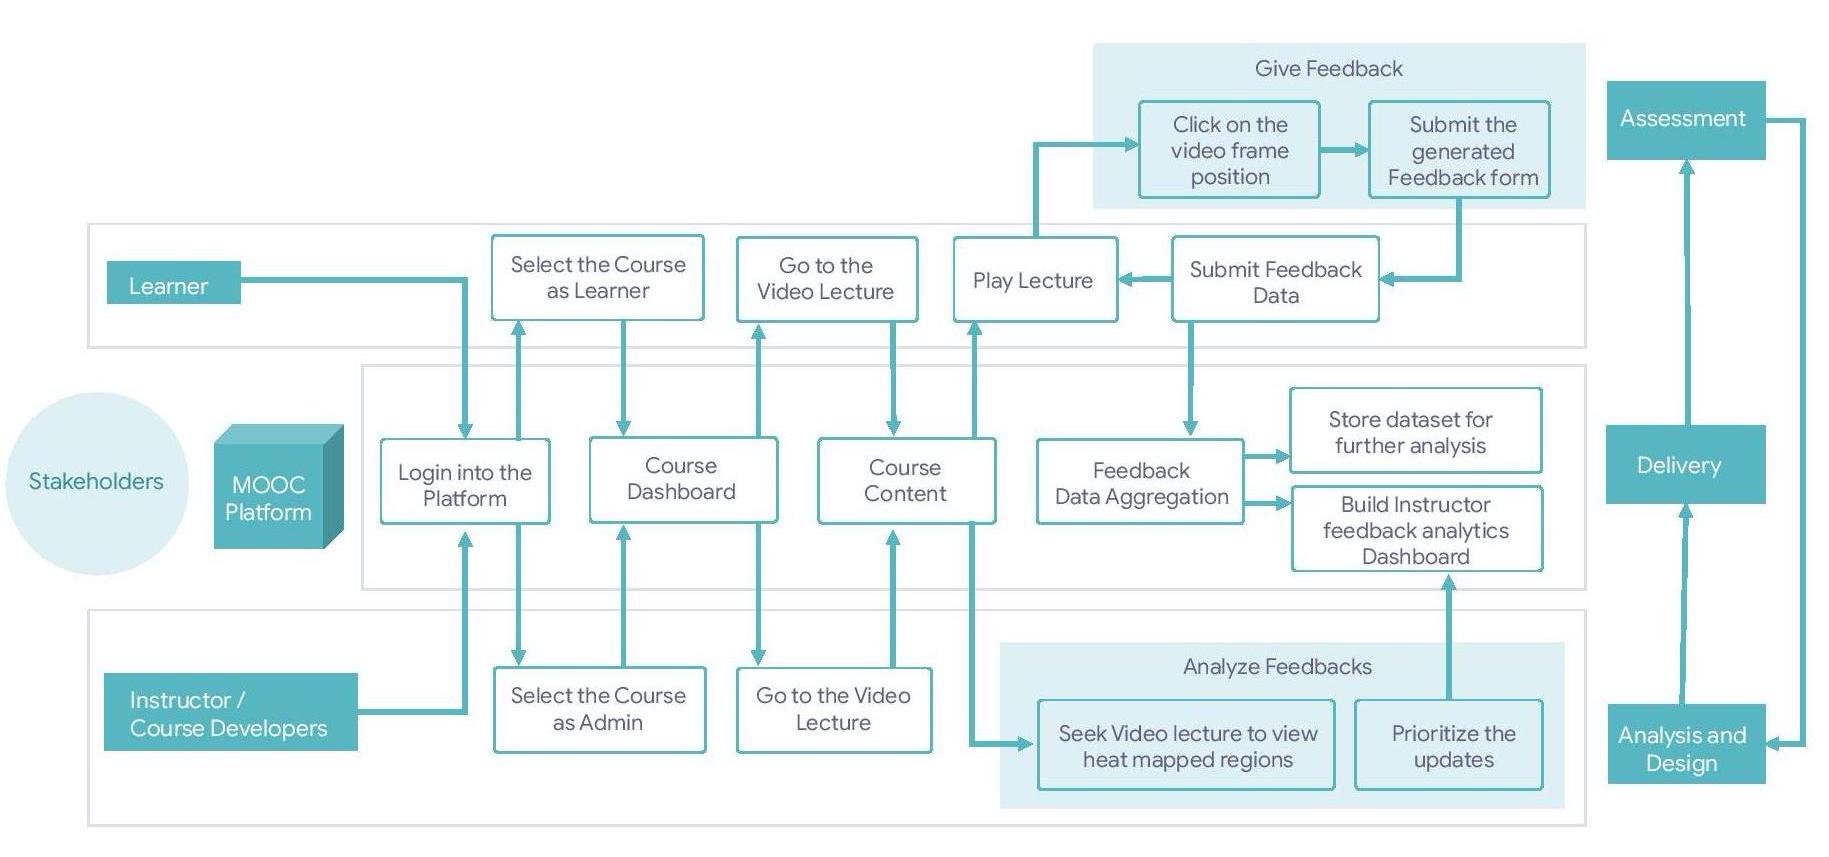 Give Feedback
Click on the
video frame
position
Submit the
generated
Feedback form
Assessment
Learner
Select the Course
as Learner
Go to the
Video Lecture
Play Lecture
Submit Feedback
Data
Stakeholders
MOOC
Platform
Login into the
Platform
Course
Dashboard
Course
Content
Feedback
Data Aggregation
Store dataset for
further analysis
Build Instructor
feedback analytics
Dashboard
Delivery
Instructor /
Course Developers
Select the Course
as Admin
Go to the Video
Lecture
Analyze Feedbacks
Seek Video lecture to view
heat mapped regions
Prioritize the
updates
Analysis and
Design